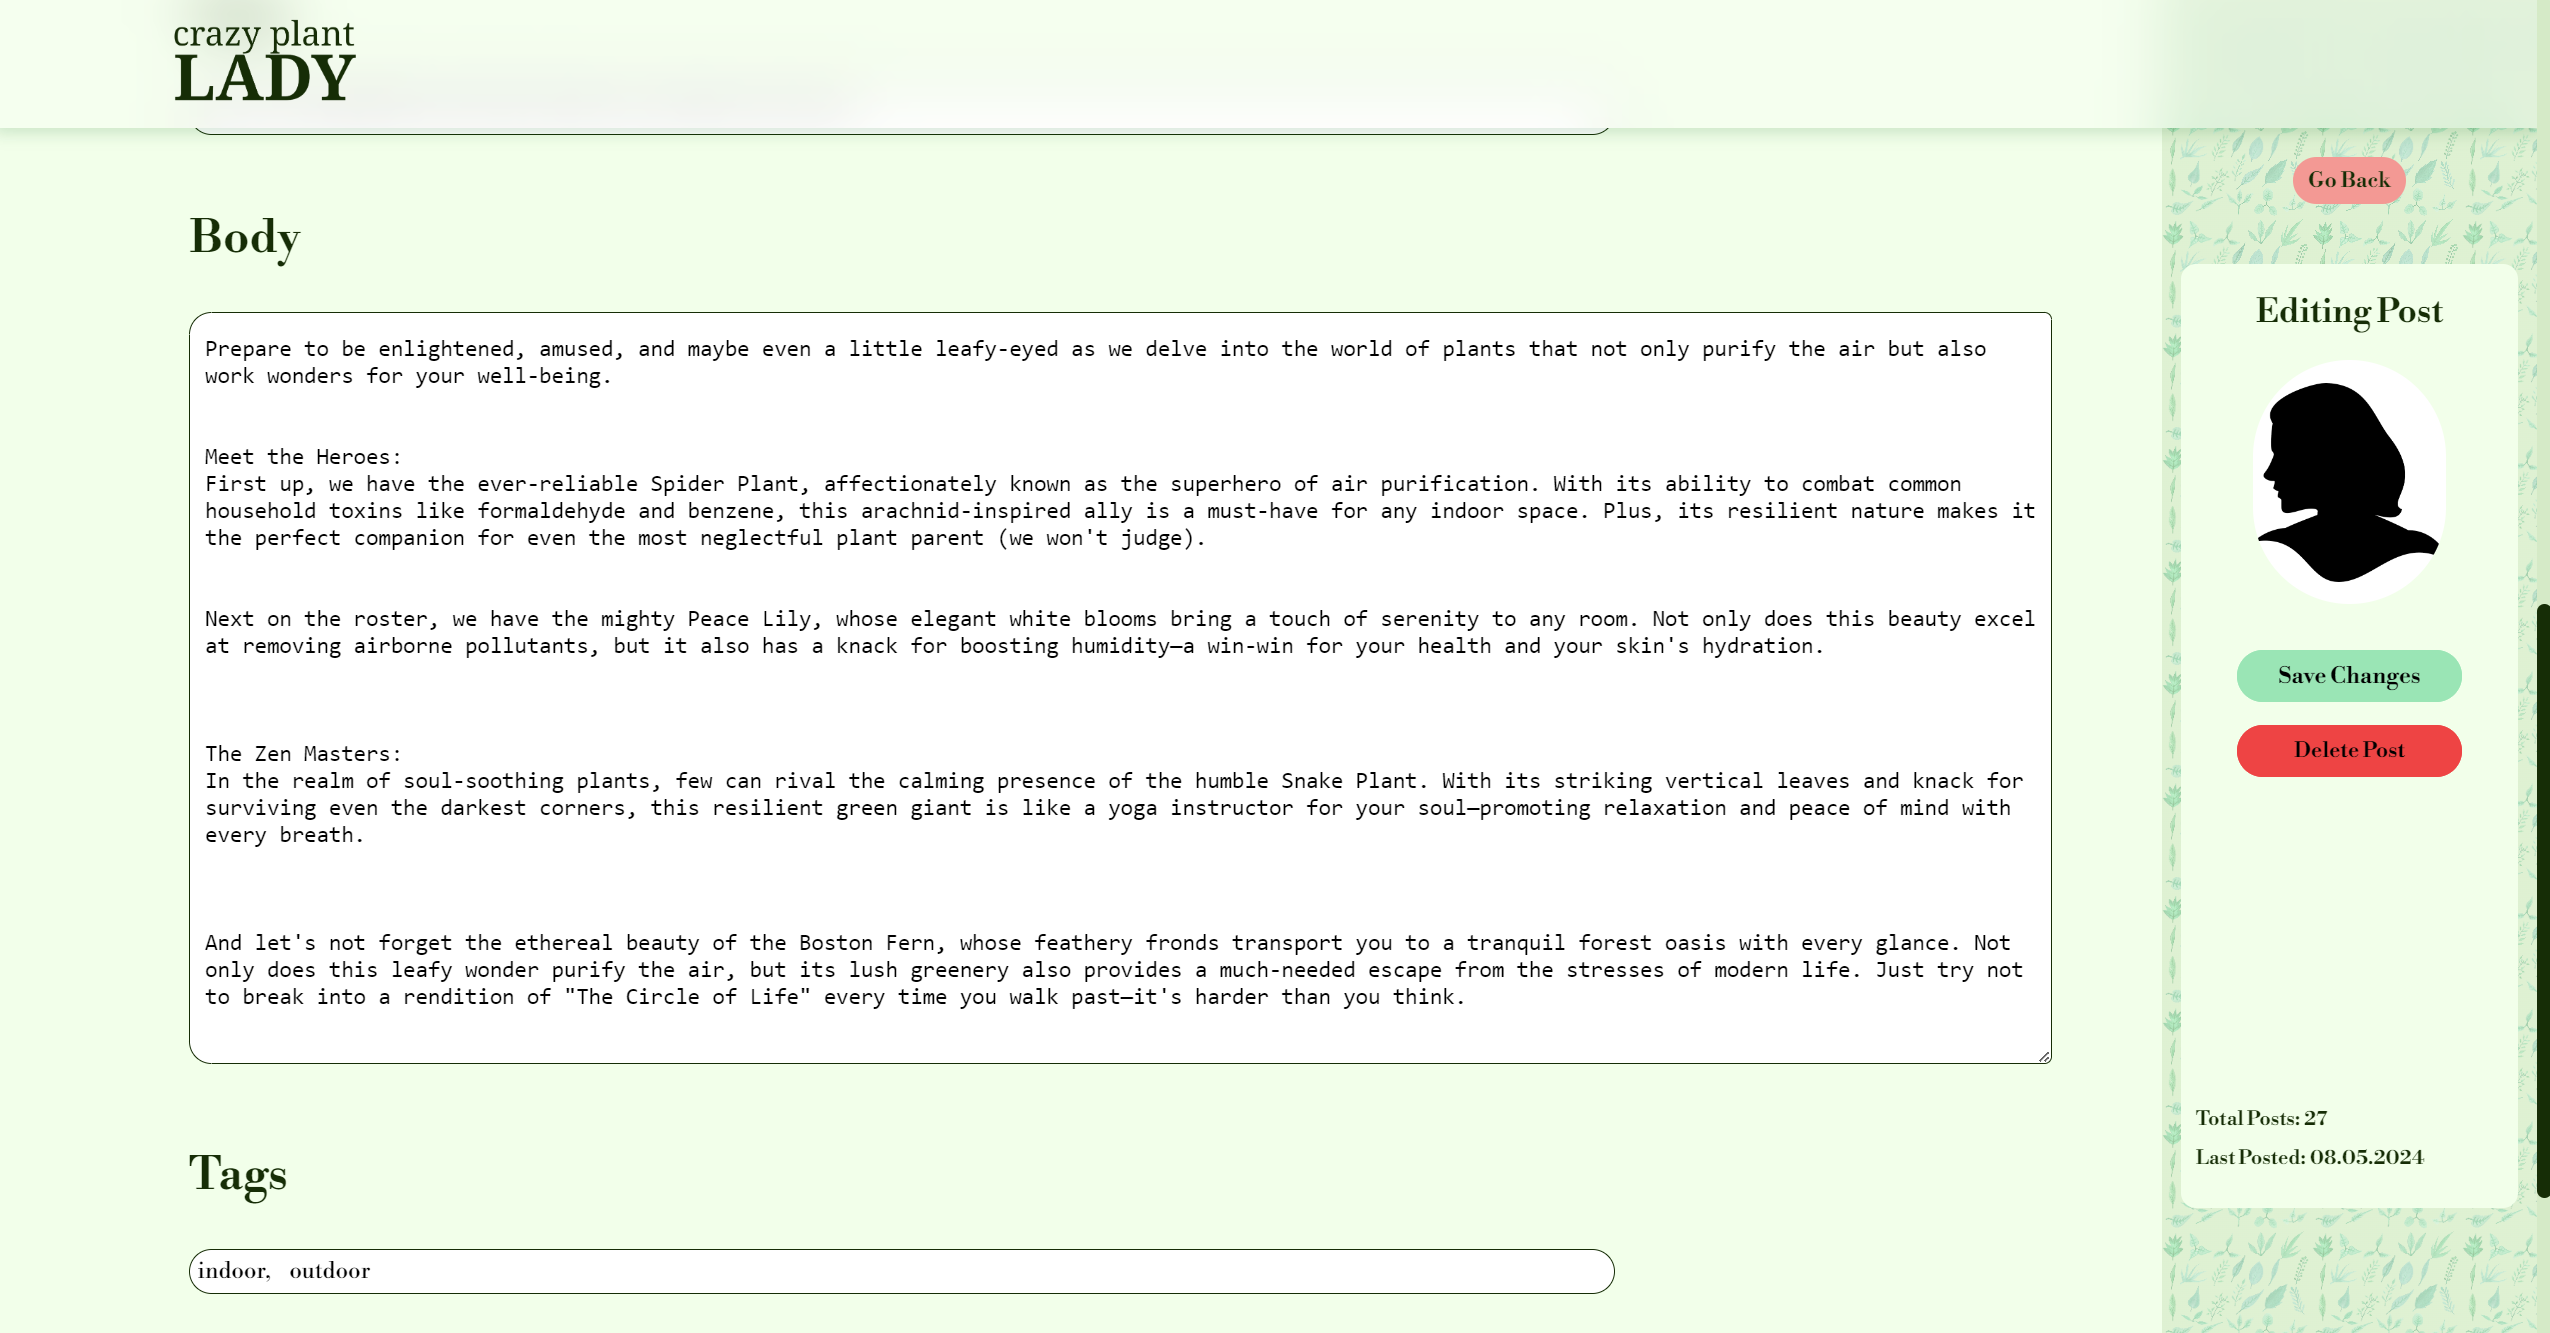 crazy plant
LADY
Go Back
Body
Prepare to be enlightened, amused, and maybe even a little leafy-eyed as we delve into the world of plants that not only purify the air but also
work wonders for your well-being.
Meet the Heroes:
First up, we have the ever-reliable Spider Plant, affectionately known as the superhero of air purification. With its ability to combat common
household toxins like formaldehyde and benzene, this arachnid-inspired ally is a must-have for any indoor space. Plus, its resilient nature makes it
the perfect companion for even the most neglectful plant parent (we won't judge).
Next on the roster, we have the mighty Peace Lily, whose elegant white blooms bring a touch of serenity to any room. Not only does this beauty excel
at removing airborne pollutants, but it also has a knack for boosting humidity—a win-win for your health and your skin's hydration.
The Zen Masters:
In the realm of soul-soothing plants, few can rival the calming presence of the humble Snake Plant. With its striking vertical leaves and knack for
surviving even the darkest corners, this resilient green giant is like a yoga instructor for your soul—promoting relaxation and peace of mind with
every breath.
And let's not forget the ethereal beauty of the Boston Fern, whose feathery fronds transport you to a tranquil forest oasis with every glance. Not
only does this leafy wonder purify the air, but its lush greenery also provides a much-needed escape from the stresses of modern life. Just try not
to break into a rendition of "The Circle of Life" every time you walk past—it's harder than you think.
Tags
indoor, outdoor
Editing Post
Save Changes
Delete Post
Total Posts: 27
Last Posted: 08.05.2024